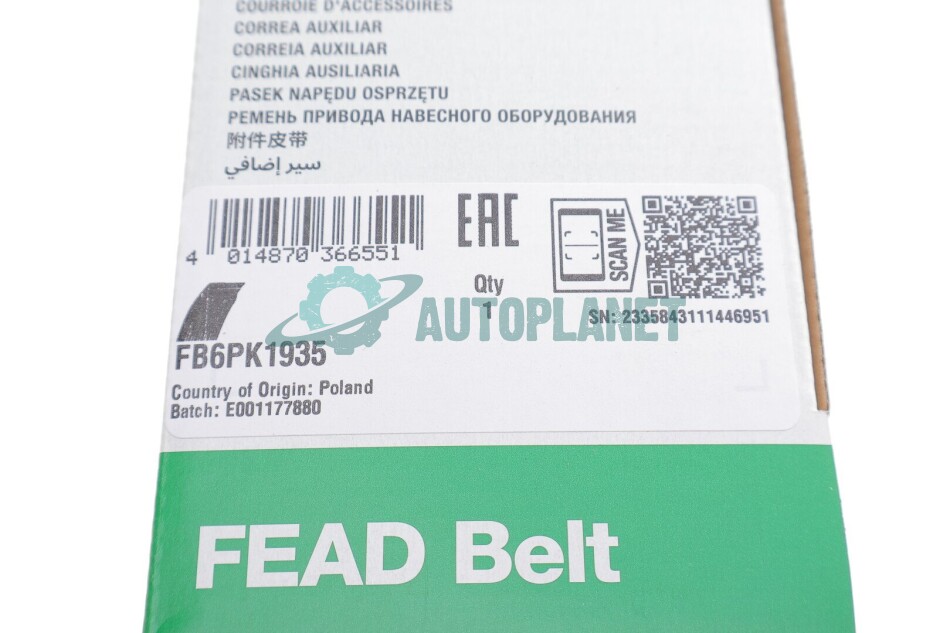 COURROIE D'ACCESSOIRES
CORREA AUXILIAR
CORREIA AUXILIAR
CINGHIA AUSILIARIA
PASEK NAPĘDU OSPRZĘTU
РЕМЕНЬ ПРИВОДА НАВЕСНОГО ОБОРУДОВАНИЯ
附件皮带
سير إضافي
4 014870 366551
EAC
Qty
1
SCAN ME
SN: 2335843111446951
AUTOPLANET
FB6PK1935
Country of Origin: Poland
Batch: E001177880
FEAD Belt